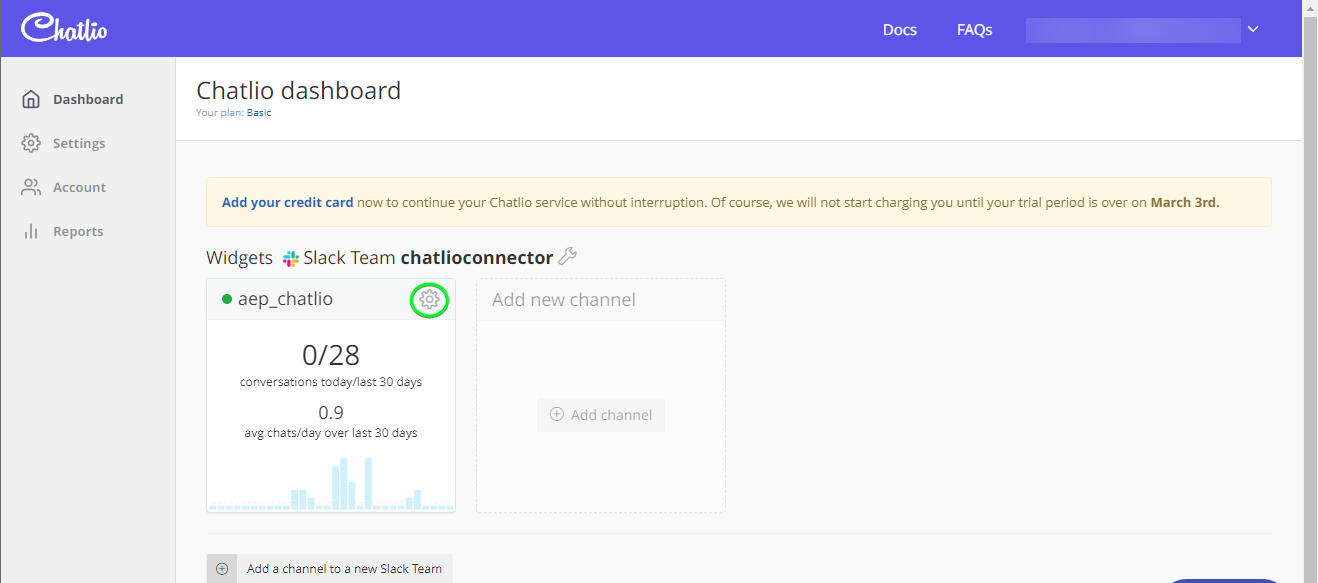 Chatlio
Docs
FAQs
Dashboard
Settings
Account
Reports
Chatlio dashboard
Your plan: Basic
Add your credit card now to continue your Chatlio service without interruption. Of course, we will not start charging you until your trial period is over on March 3rd.
Widgets Slack Team chatlioconnector
aep_chatlio
0/28
conversations today/last 30 days
0.9
avg chats/day over last 30 days
Add new channel
Add channel
Add a channel to a new Slack Team